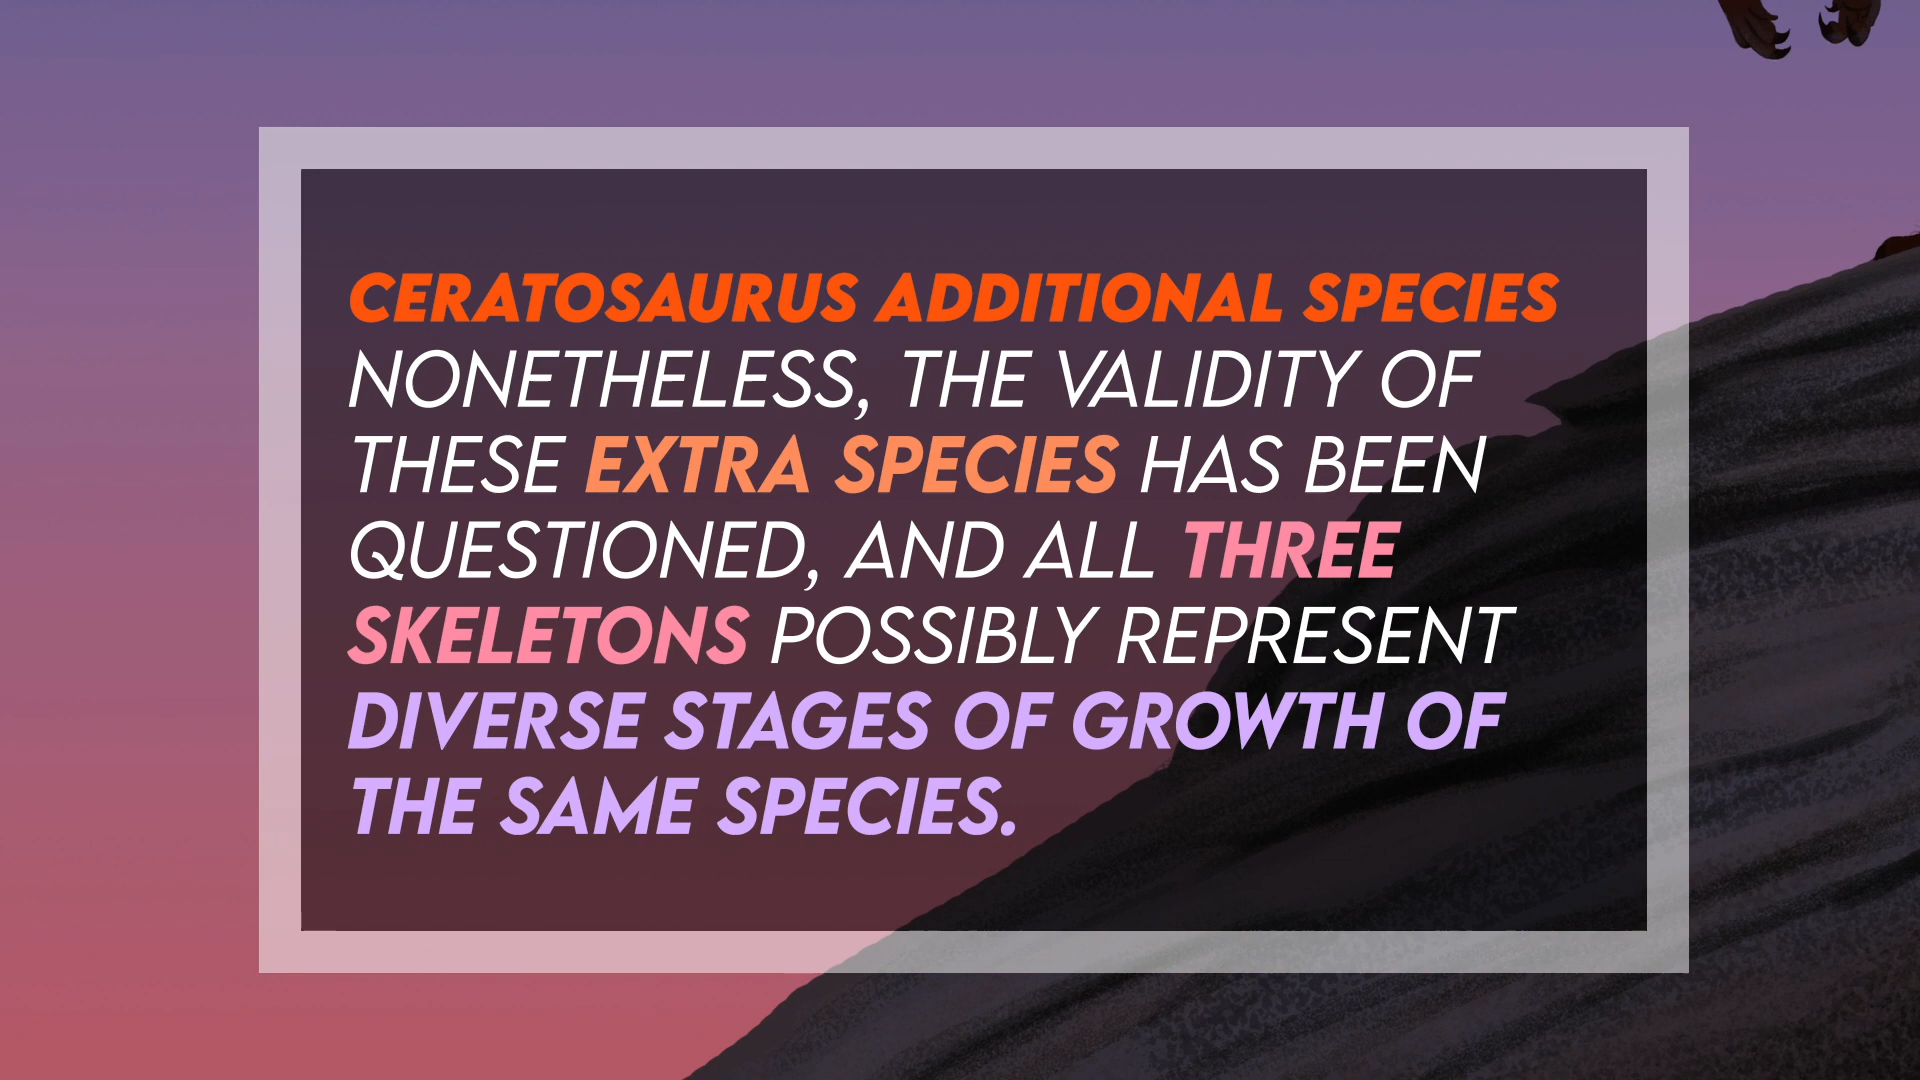 CERATOSAURUS ADDITIONAL SPECIES
NONETHELESS, THE VALIDITY OF
THESE EXTRA SPECIES HAS BEEN
QUESTIONED, AND ALL THREE
SKELETONS POSSIBLY REPRESENT
DIVERSE STAGES OF GROWTH OF
THE SAME SPECIES.